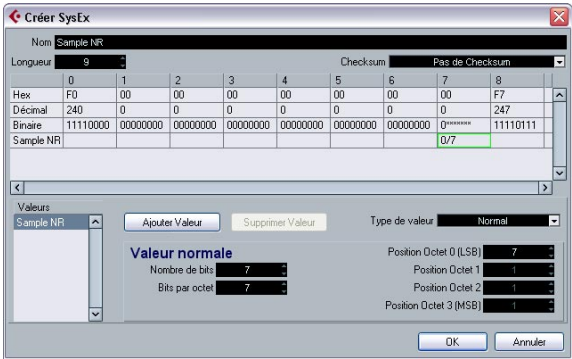 Créer SysEx
Nom Sample NR
Longueur 9 Checksum Pas de Checksum
0 1 2 3 4 5 6 7 8
Hex F0 00 00 00 00 00 00 00 F7
Décimal 240 0 0 0 0 0 0 0 247
Binaire 11110000 00000000 00000000 00000000 00000000 00000000 00000000 0******* 11110111
Sample NR 0/7
Valeurs
Sample NR Ajouter Valeur Supprimer Valeur Type de valeur Normal
Valeur normale Position Octet 0 (LSB) 7
Nombre de bits 7 Position Octet 1 1
Bits par octet 7 Position Octet 2 1
Position Octet 3 (MSB) 1
OK Annuler